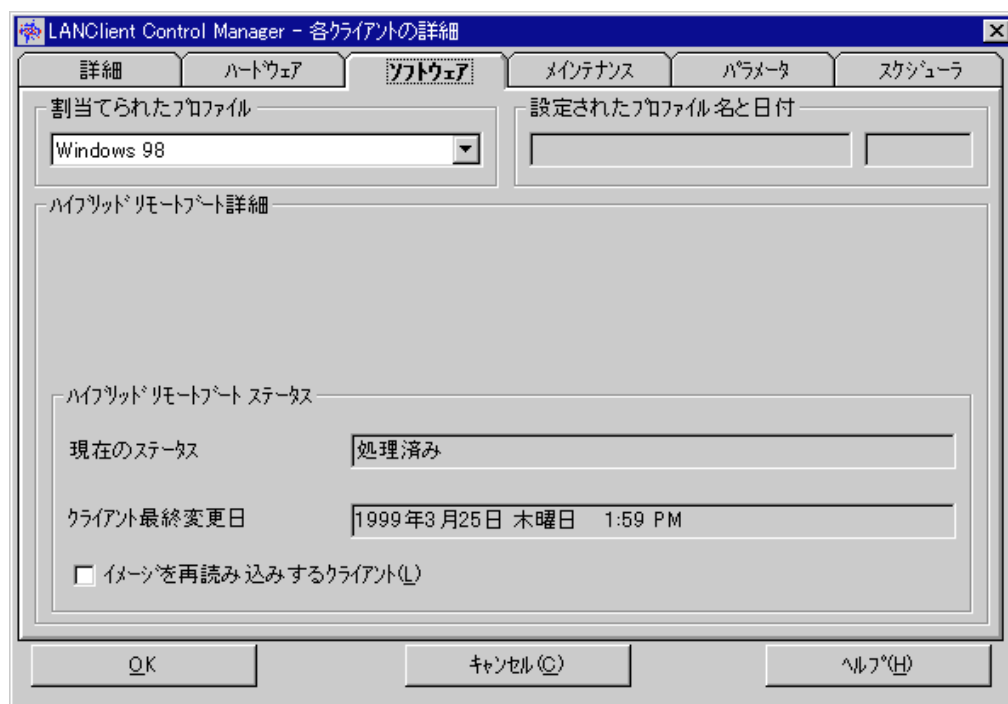 LANClient Control Manager - 各ｸﾗｲｱﾝﾄの詳細
詳細 ﾊｰﾄﾞｳｪｱ ｿﾌﾄｳｪｱ ﾒｲﾝﾃﾅﾝｽ ﾊﾟﾗﾒｰﾀ ｽｹｼﾞｭｰﾗ
割当てられたﾌﾟﾛﾌｧｲﾙ 設定されたﾌﾟﾛﾌｧｲﾙ名と日付
Windows 98
ﾊｲﾌﾞﾘｯﾄﾞ ﾘﾓｰﾄﾌﾞｰﾄ詳細
ﾊｲﾌﾞﾘｯﾄﾞ ﾘﾓｰﾄﾌﾞｰﾄ ｽﾃｰﾀｽ
現在のｽﾃｰﾀｽ 処理済み
ｸﾗｲｱﾝﾄ最終変更日 1999年3月25日 木曜日 1:59 PM
ｲﾒｰｼﾞを再読み込みするｸﾗｲｱﾝﾄ(L)
OK ｷｬﾝｾﾙ(C) ﾍﾙﾌﾟ(H)